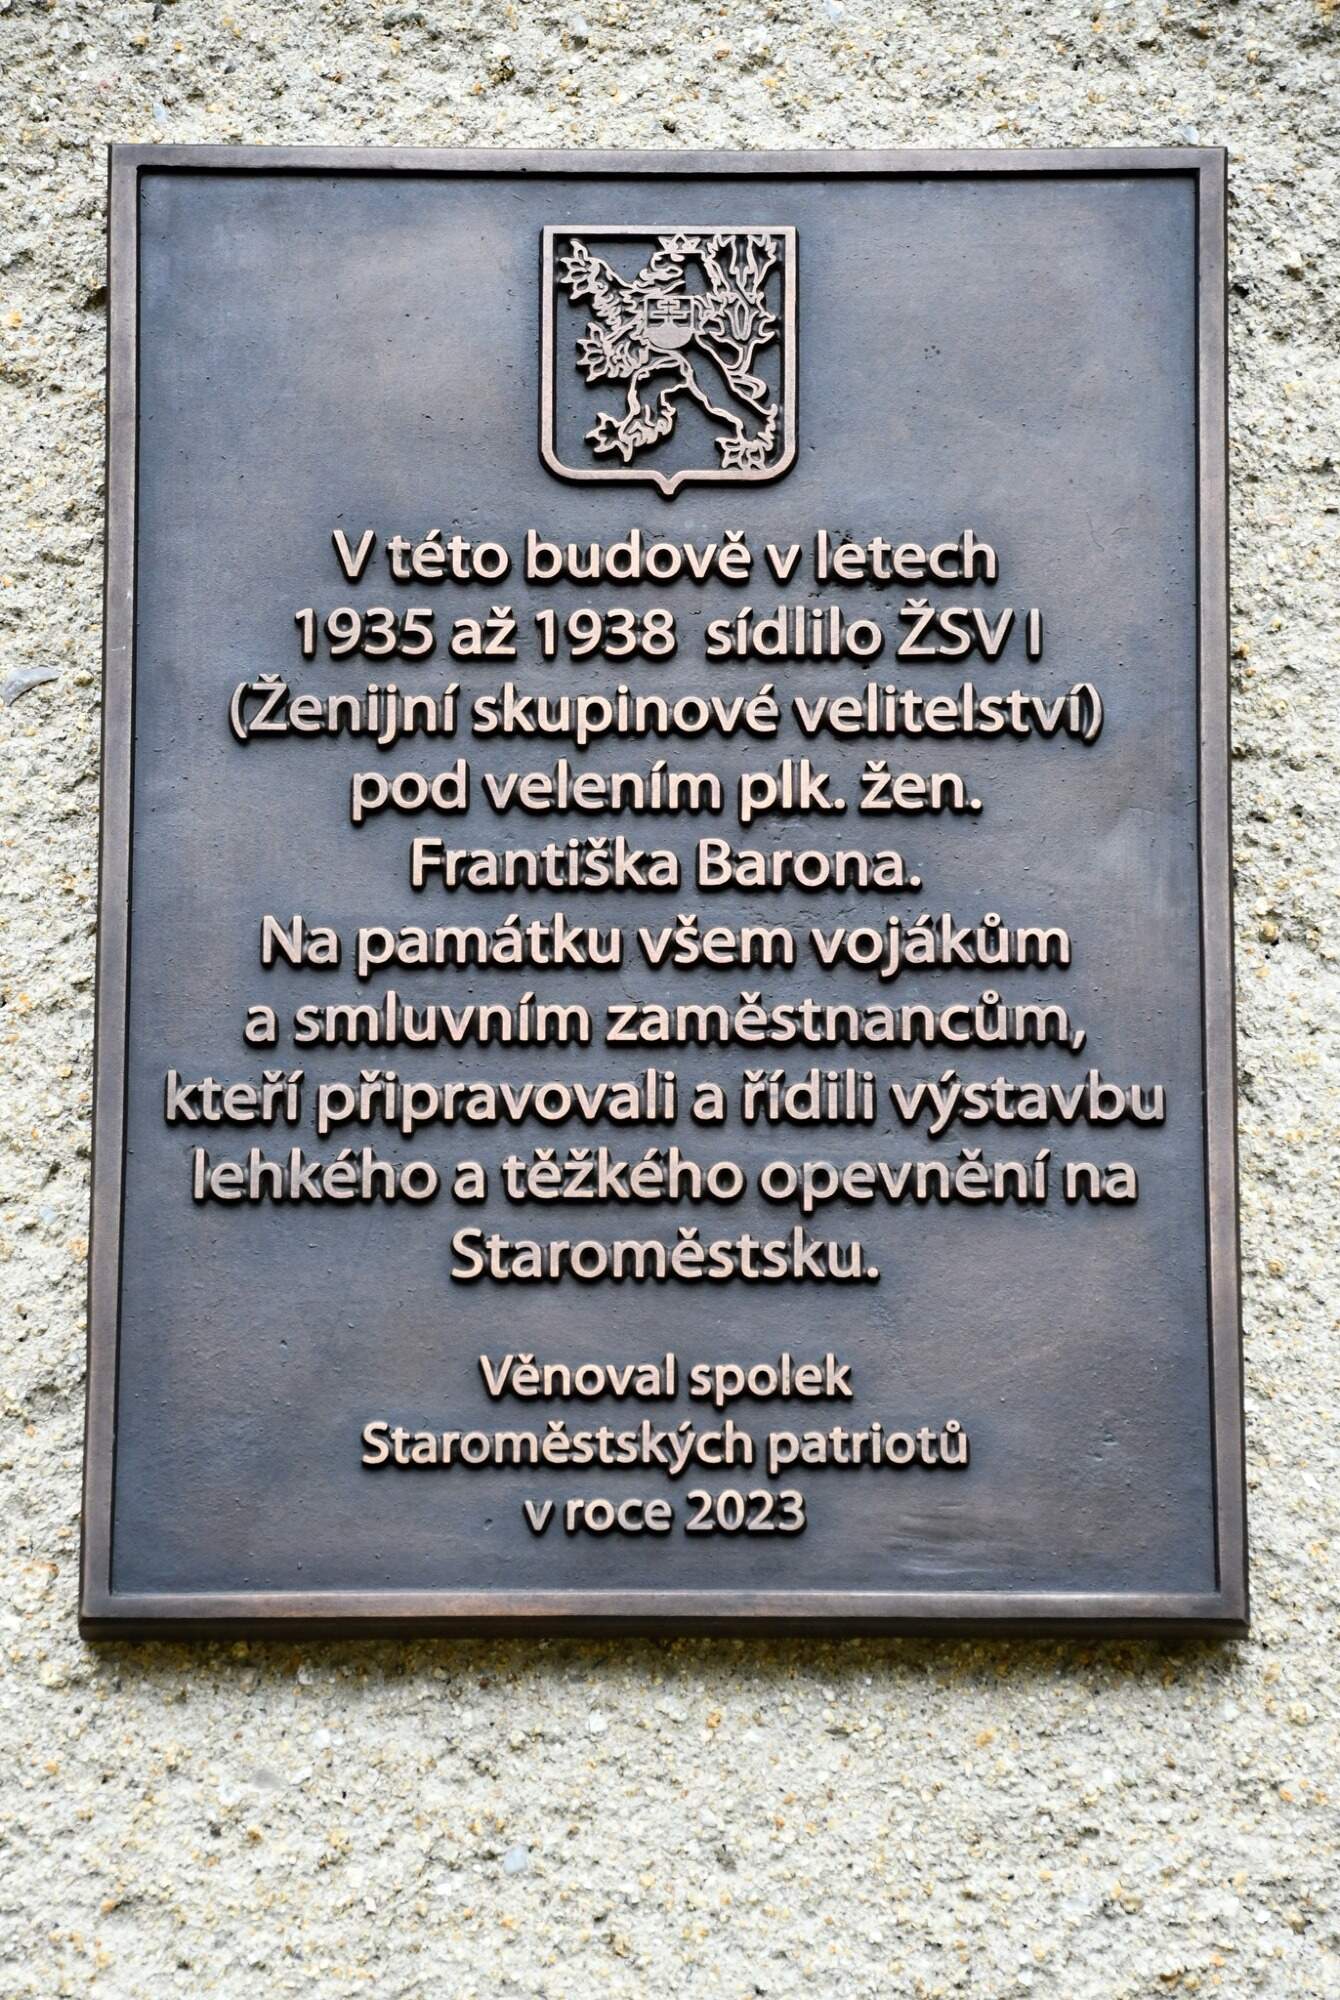 V této budově v letech
1935 až 1938 sídlilo ŽSV I
(Ženijní skupinové velitelství)
pod velením plk. žen.
Františka Barona.
Na památku všem vojákům
a smluvním zaměstnancům,
kteří připravovali a řídili výstavbu
lehkého a těžkého opevnění na
Staroměstsku.
Věnoval spolek
Staroměstských patriotů
v roce 2023